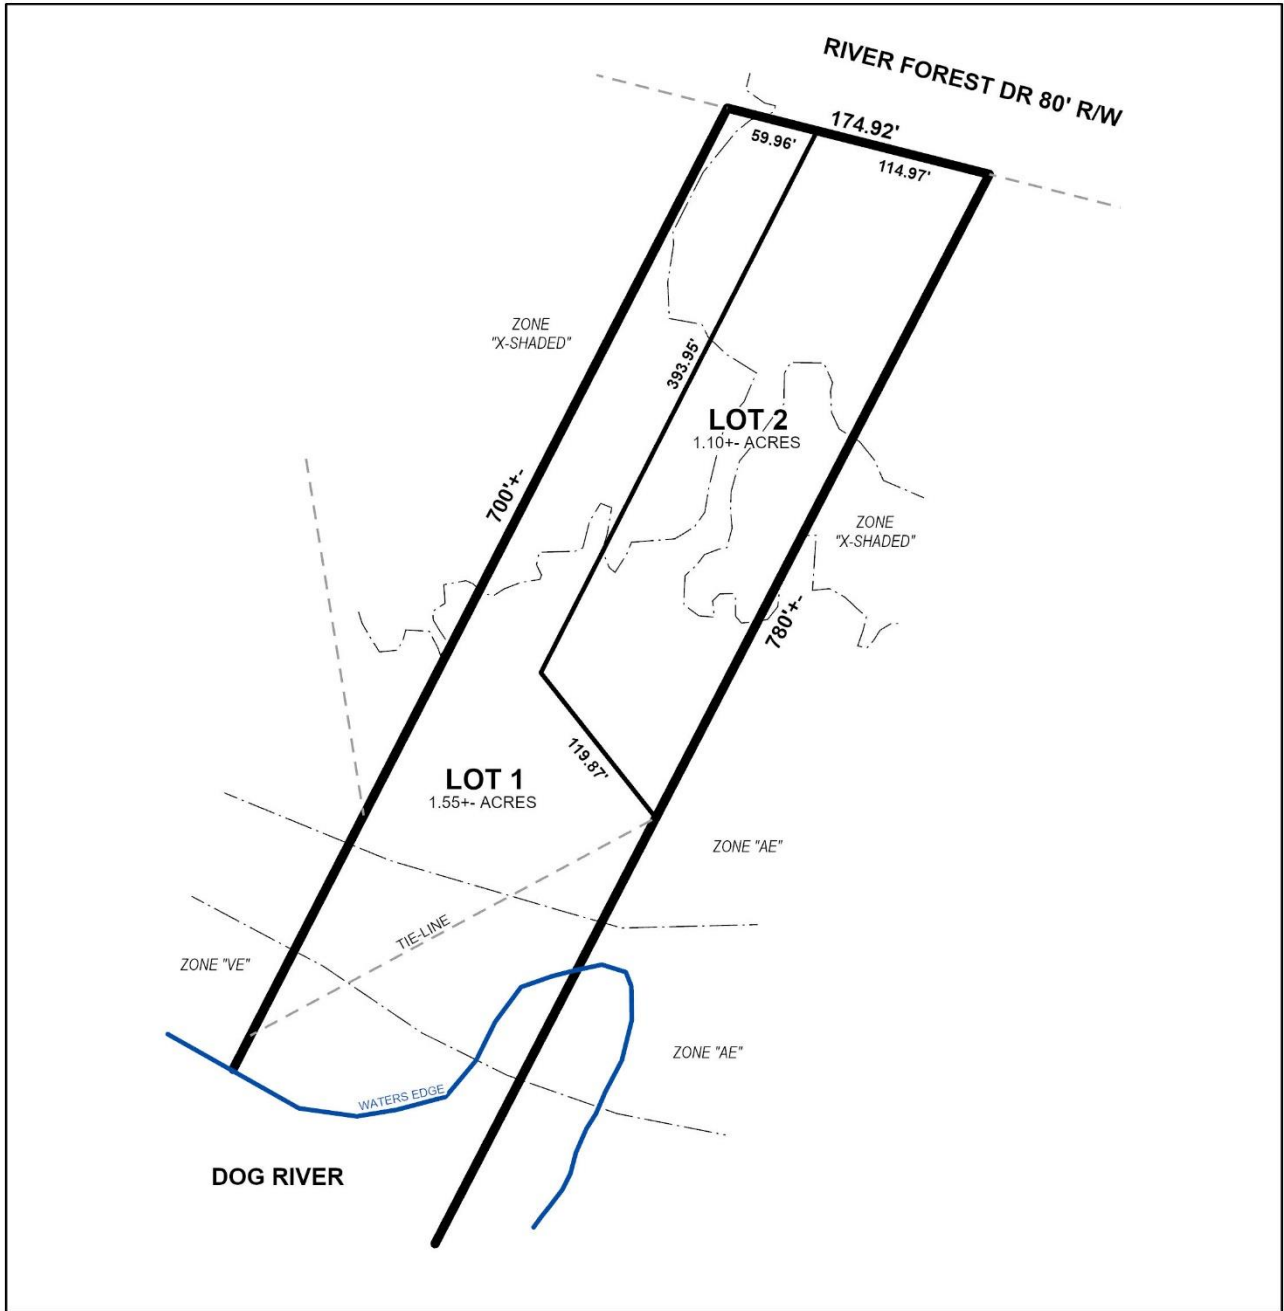 RIVER FOREST DR 80' R/W
174.92'
59.96'
114.97'
ZONE
"X-SHADED"
393.95'
LOT 2
1.10+- ACRES
700'+-
ZONE
"X-SHADED"
780'+-
119.87'
LOT 1
1.55+- ACRES
ZONE "AE"
TIE-LINE
ZONE "VE"
ZONE "AE"
WATERS EDGE
DOG RIVER